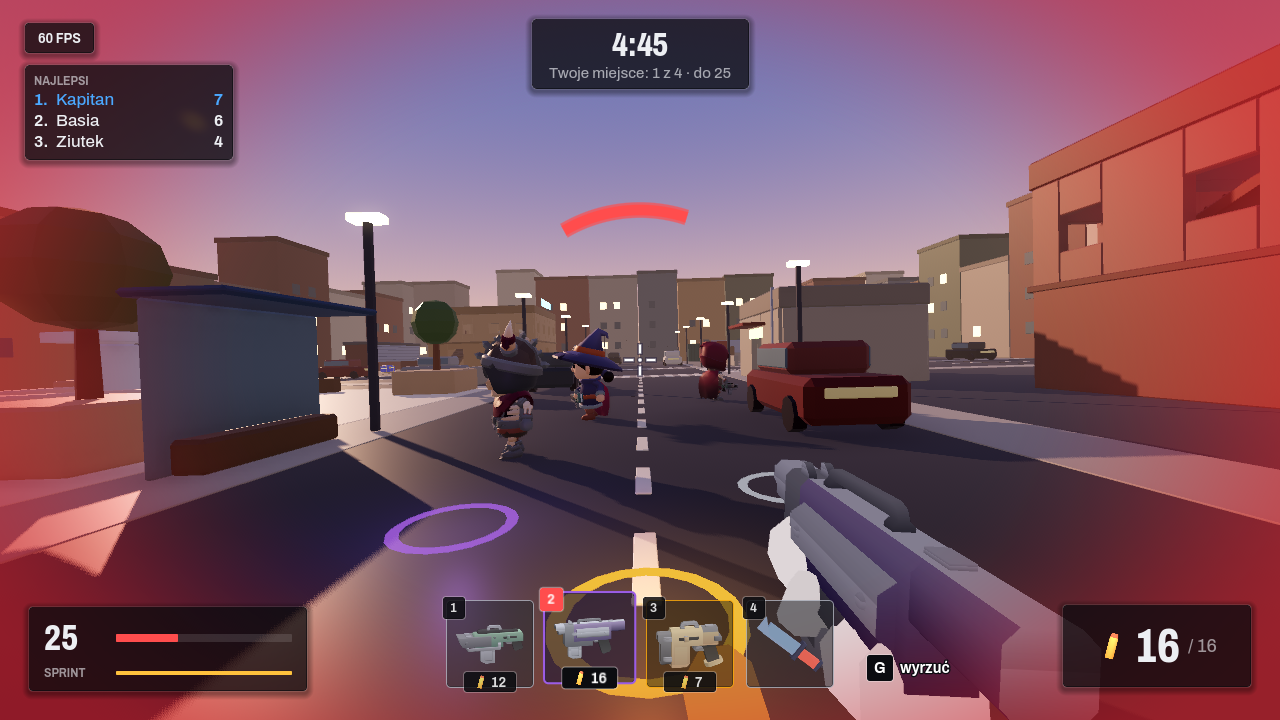 60 FPS
NAJLEPSI
1. Kapitan 7
2. Basia 6
3. Ziutek 4
4:45
Twoje miejsce: 1 z 4 · do 25
25
SPRINT
1
12
2
16
3
7
4
G wyrzuć
16 / 16